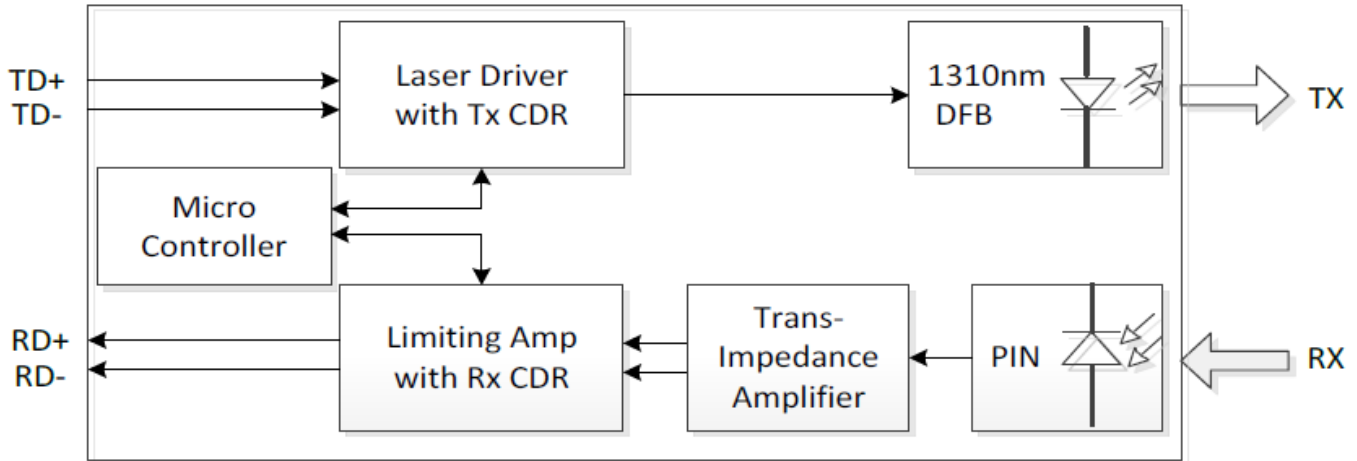 TD+
TD-
Laser Driver
with Tx CDR
1310nm
DFB
TX
Micro
Controller
RD+
RD-
Limiting Amp
with Rx CDR
Trans-
Impedance
Amplifier
PIN
RX